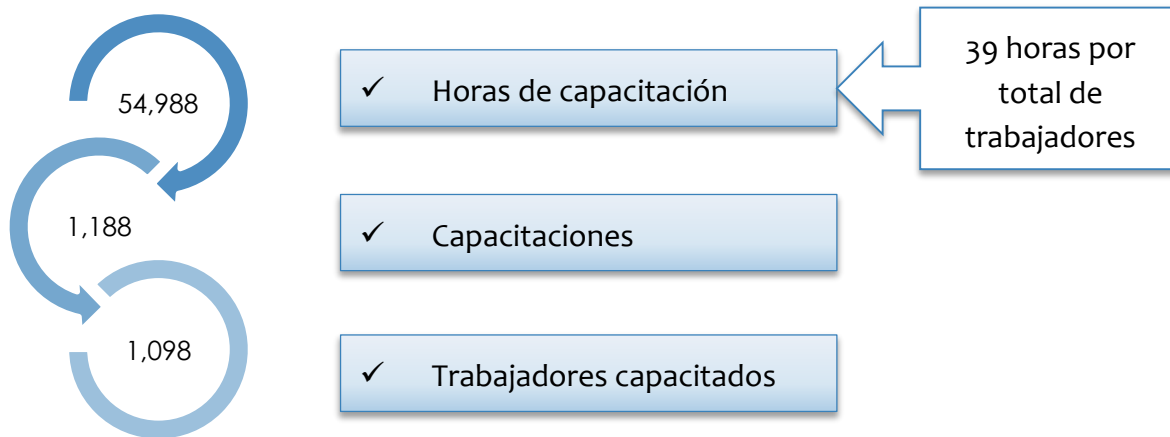 54,988
✓ Horas de capacitación
39 horas por
total de
trabajadores
1,188
✓ Capacitaciones
1,098
✓ Trabajadores capacitados